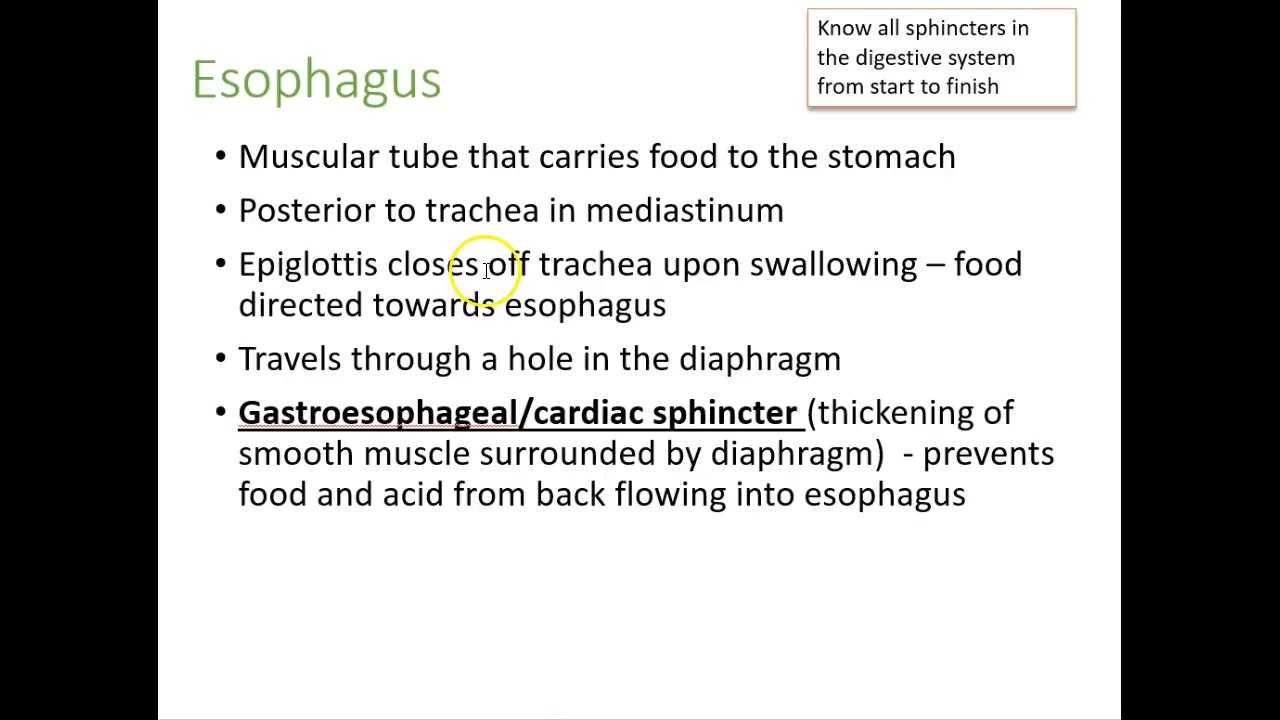 Know all sphincters in
the digestive system
from start to finish
Esophagus
• Muscular tube that carries food to the stomach
• Posterior to trachea in mediastinum
• Epiglottis closes off trachea upon swallowing – food
directed towards esophagus
• Travels through a hole in the diaphragm
• Gastroesophageal/cardiac sphincter (thickening of
smooth muscle surrounded by diaphragm)  - prevents
food and acid from back flowing into esophagus